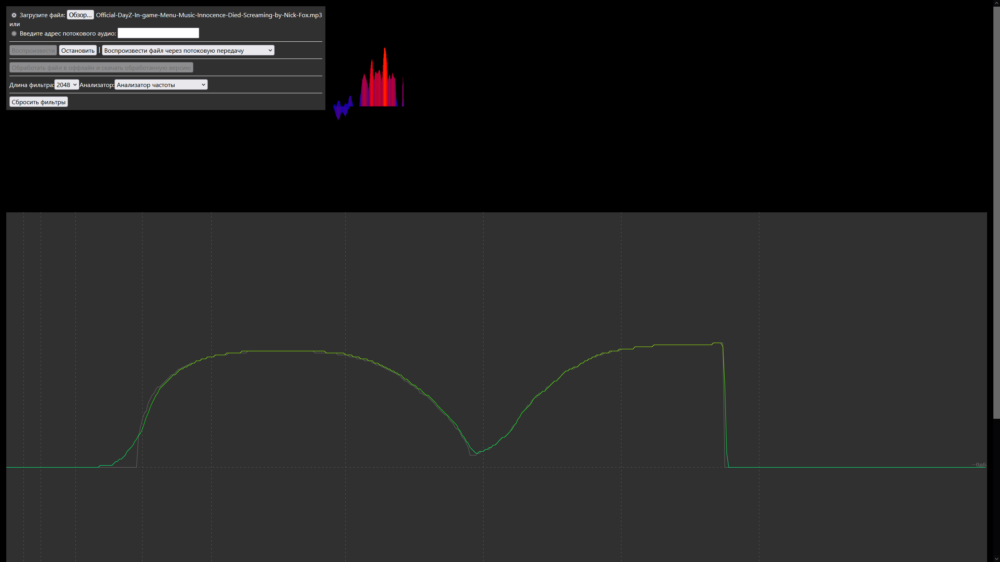 Загрузите файл: Обзор... Official-DayZ-In-game-Menu-Music-Innocence-Died-Screaming-by-Nick-Fox.mp3
или
Введите адрес потокового аудио:
Воспроизвести Остановить | Воспроизвести файл через потоковую передачу
Обработать файл в оффлайн и скачать обработанную версию
Длина фильтра: 2048 Анализатор: Анализатор частоты
Сбросить фильтры
−0дБ